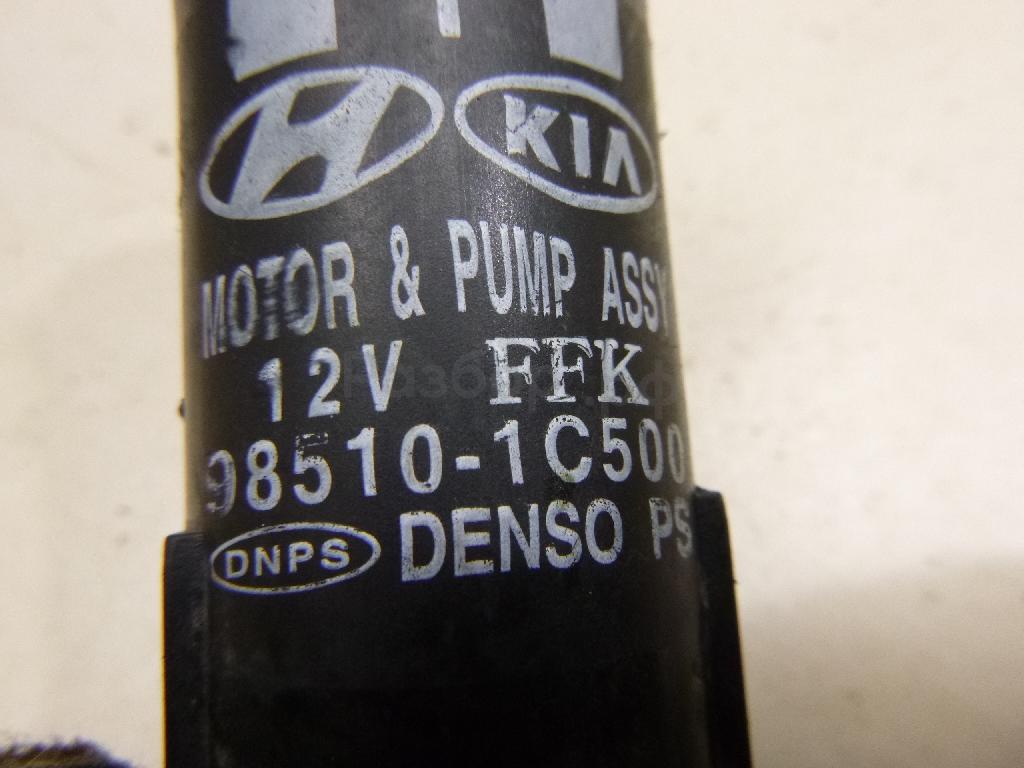 KIA
MOTOR & PUMP ASSY
12V FFK
98510-1C500
DNPS DENSO PS